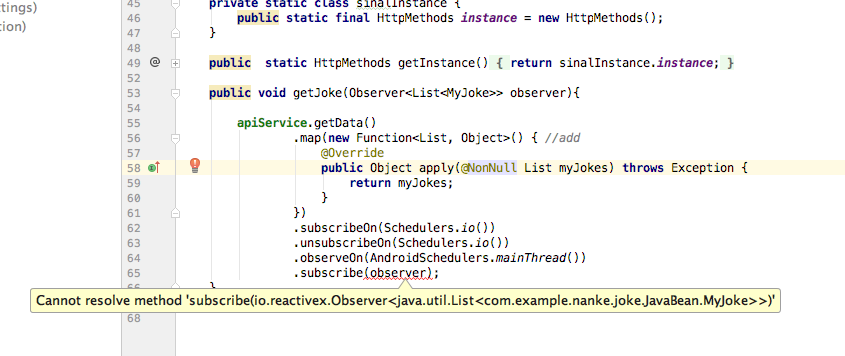 ttings)
tion)
45 private static class sinalInstance {
46 public static final HttpMethods instance = new HttpMethods();
47 }
48
49 @ public static HttpMethods getInstance() { return sinalInstance.instance; }
52
53 public void getJoke(Observer<List<MyJoke>> observer){
54
55 apiService.getData()
56 .map(new Function<List, Object>() { //add
57 @Override
58 public Object apply(@NonNull List myJokes) throws Exception {
59 return myJokes;
60 }
61 })
62 .subscribeOn(Schedulers.io())
63 .unsubscribeOn(Schedulers.io())
64 .observeOn(AndroidSchedulers.mainThread())
65 .subscribe(observer);
Cannot resolve method 'subscribe(io.reactivex.Observer<java.util.List<com.example.nanke.joke.JavaBean.MyJoke>>)'
68